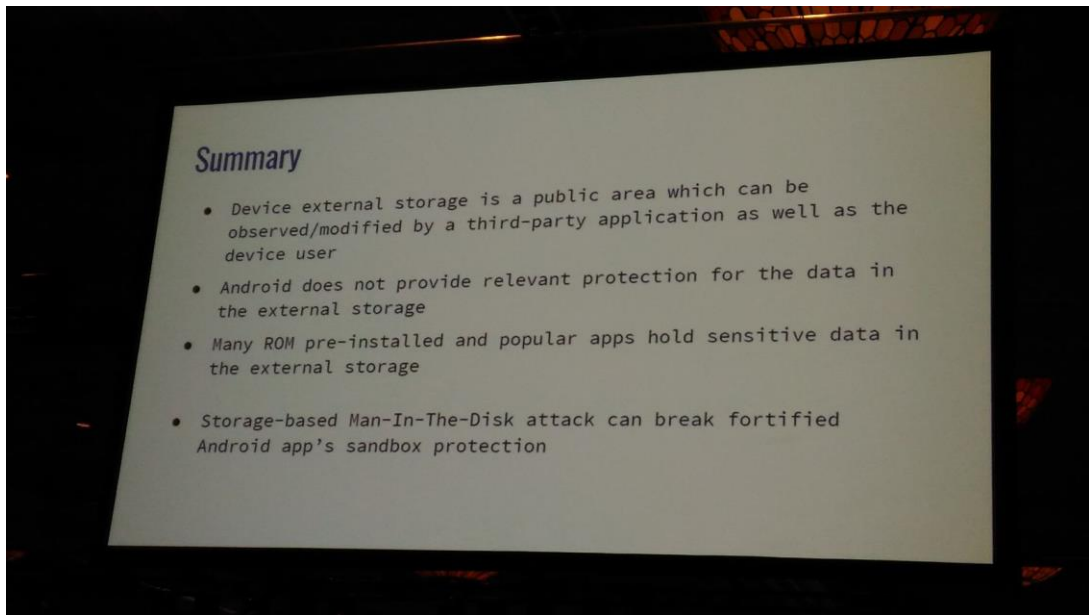 Summary
• Device external storage is a public area which can be
observed/modified by a third-party application as well as the
device user
• Android does not provide relevant protection for the data in
the external storage
• Many ROM pre-installed and popular apps hold sensitive data in
the external storage
• Storage-based Man-In-The-Disk attack can break fortified
Android app's sandbox protection